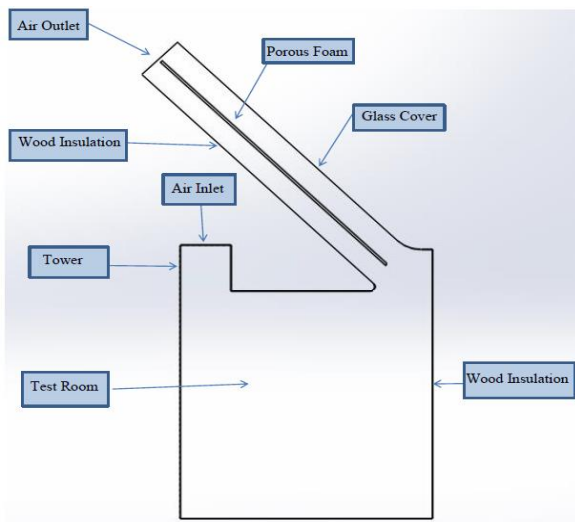 Air Outlet
Porous Foam
Glass Cover
Wood Insulation
Air Inlet
Tower
Test Room
Wood Insulation